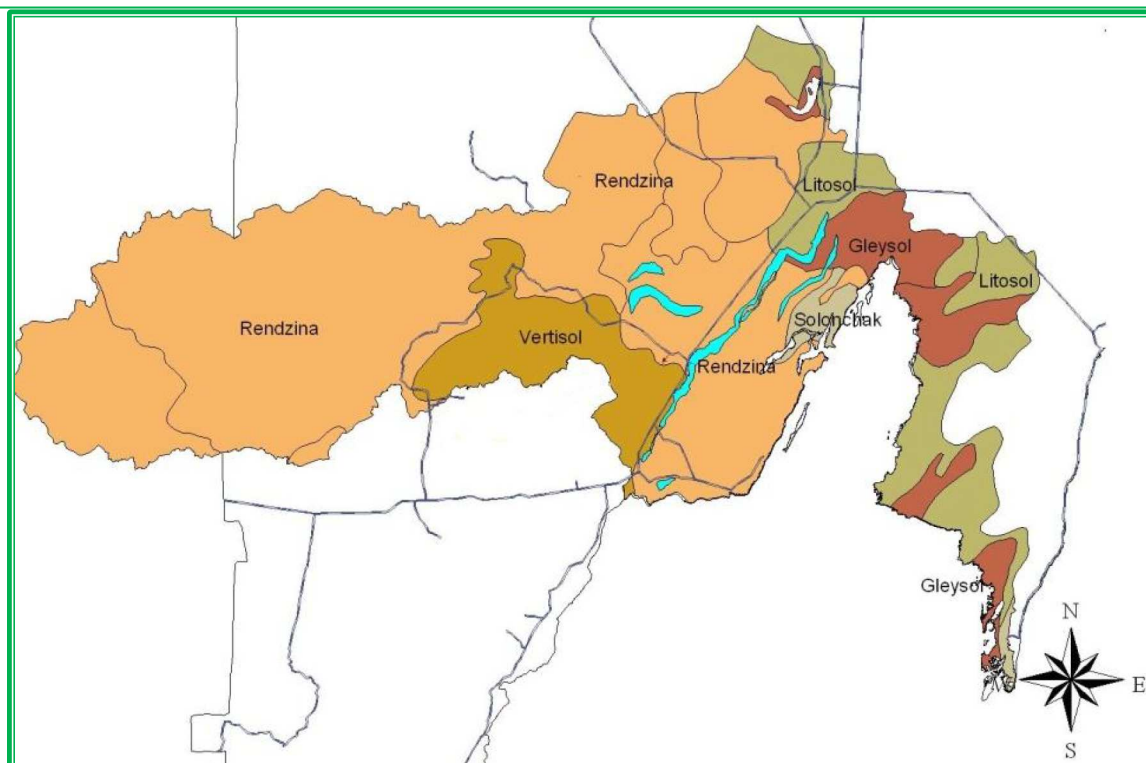 Rendzina
Litosol
Gleysol
Litosol
Rendzina
Solonchak
Vertisol
Rendzina
Gleysol
N
E
S